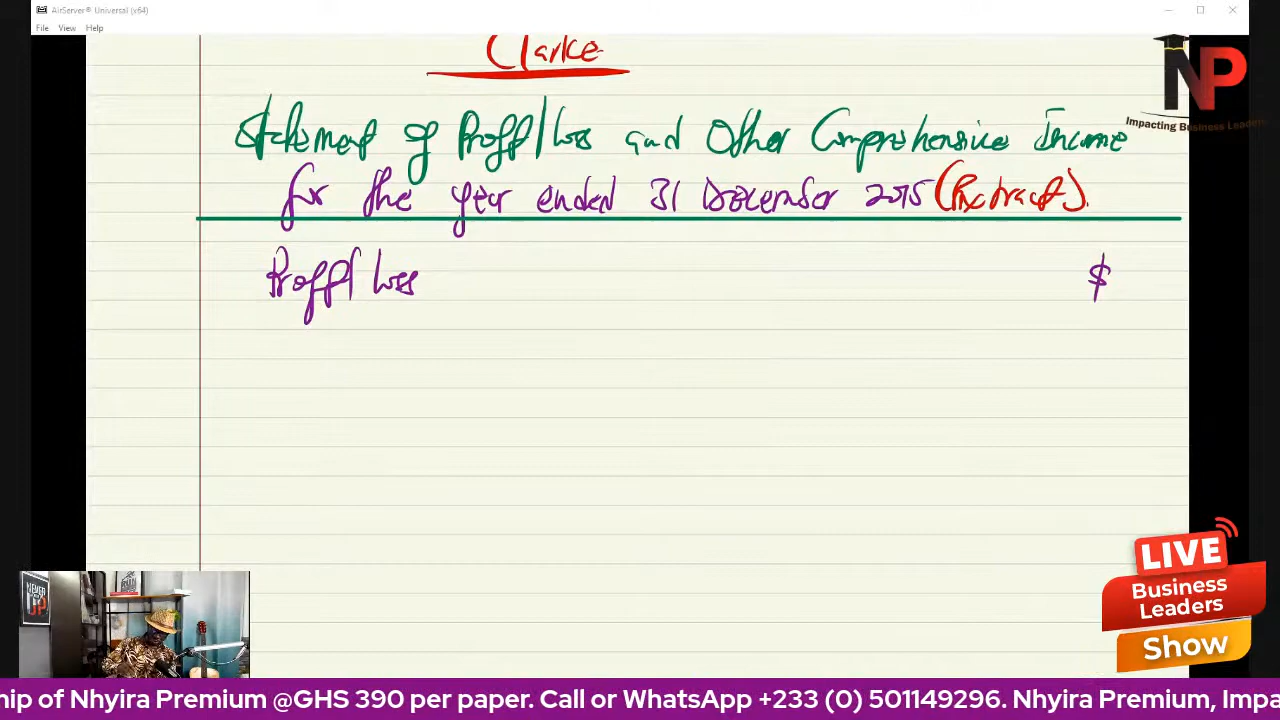 AirServer® Universal (x64)
File View Help
Clarke
Statement of Profit/Loss and Other Comprehensive Income
for the year ended 31 December 2015 (Extract).
Profit/Loss $
NP
Impacting Business Leaders
LIVE
Business
Leaders
Show
hip of Nhyira Premium @GHS 390 per paper. Call or WhatsApp +233 (0) 501149296. Nhyira Premium, Impa